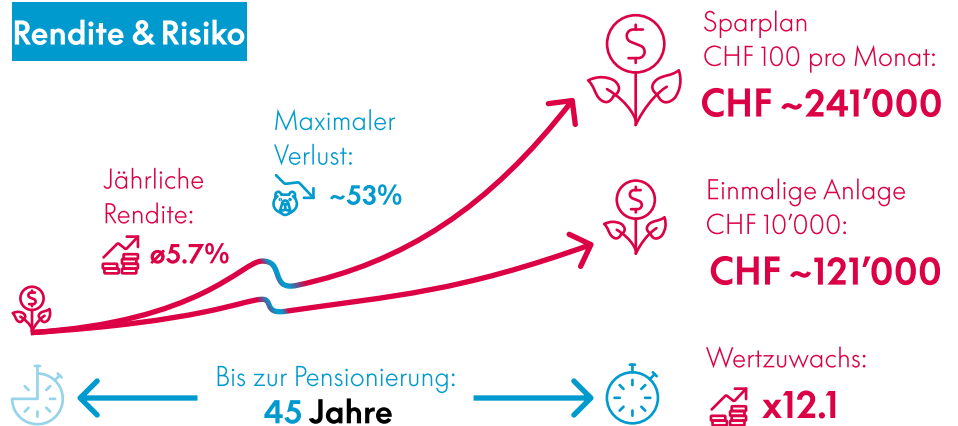 Rendite & Risiko
Sparplan
CHF 100 pro Monat:
CHF ~241’000
Maximaler
Verlust:
~53%
Jährliche
Rendite:
ø5.7%
$
$
$
Einmalige Anlage
CHF 10’000:
CHF ~121’000
Bis zur Pensionierung:
45 Jahre
Wertzuwachs:
x12.1